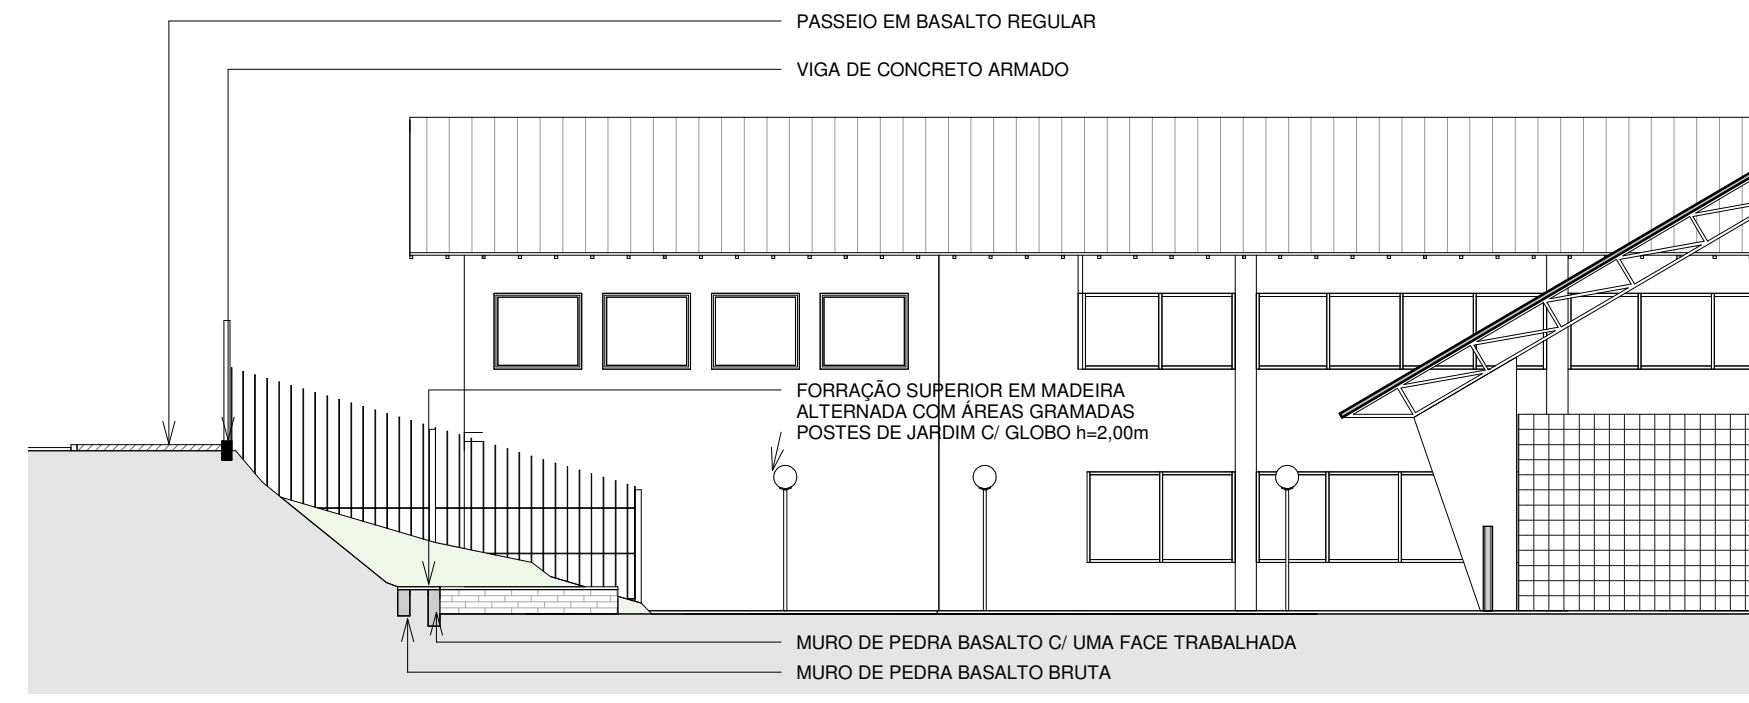 PASSEIO EM BASALTO REGULAR
VIGA DE CONCRETO ARMADO
FORRAÇÃO SUPERIOR EM MADEIRA
ALTERNADA COM ÁREAS GRAMADAS
POSTES DE JARDIM C/ GLOBO h=2,00m
MURO DE PEDRA BASALTO C/ UMA FACE TRABALHADA
MURO DE PEDRA BASALTO BRUTA